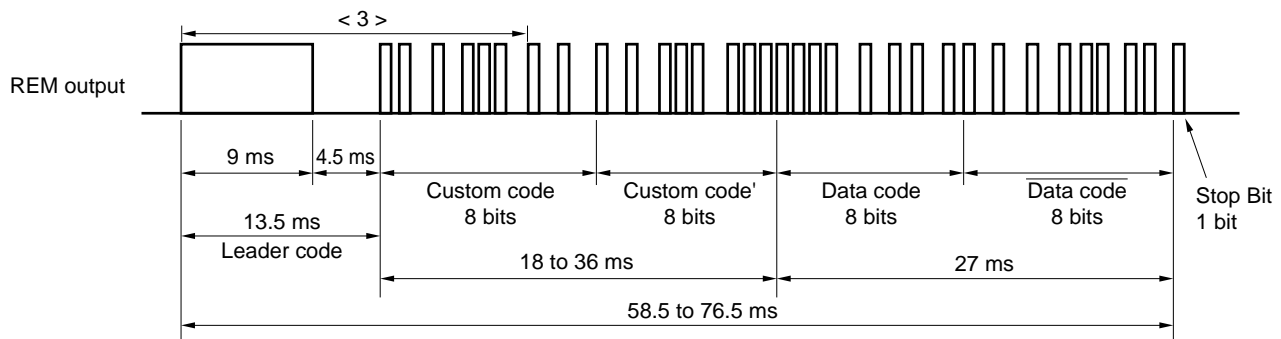 < 3 >
REM output
9 ms
4.5 ms
Custom code
8 bits
Custom code'
8 bits
Data code
8 bits
Data code
8 bits
Stop Bit
1 bit
13.5 ms
Leader code
18 to 36 ms
27 ms
58.5 to 76.5 ms